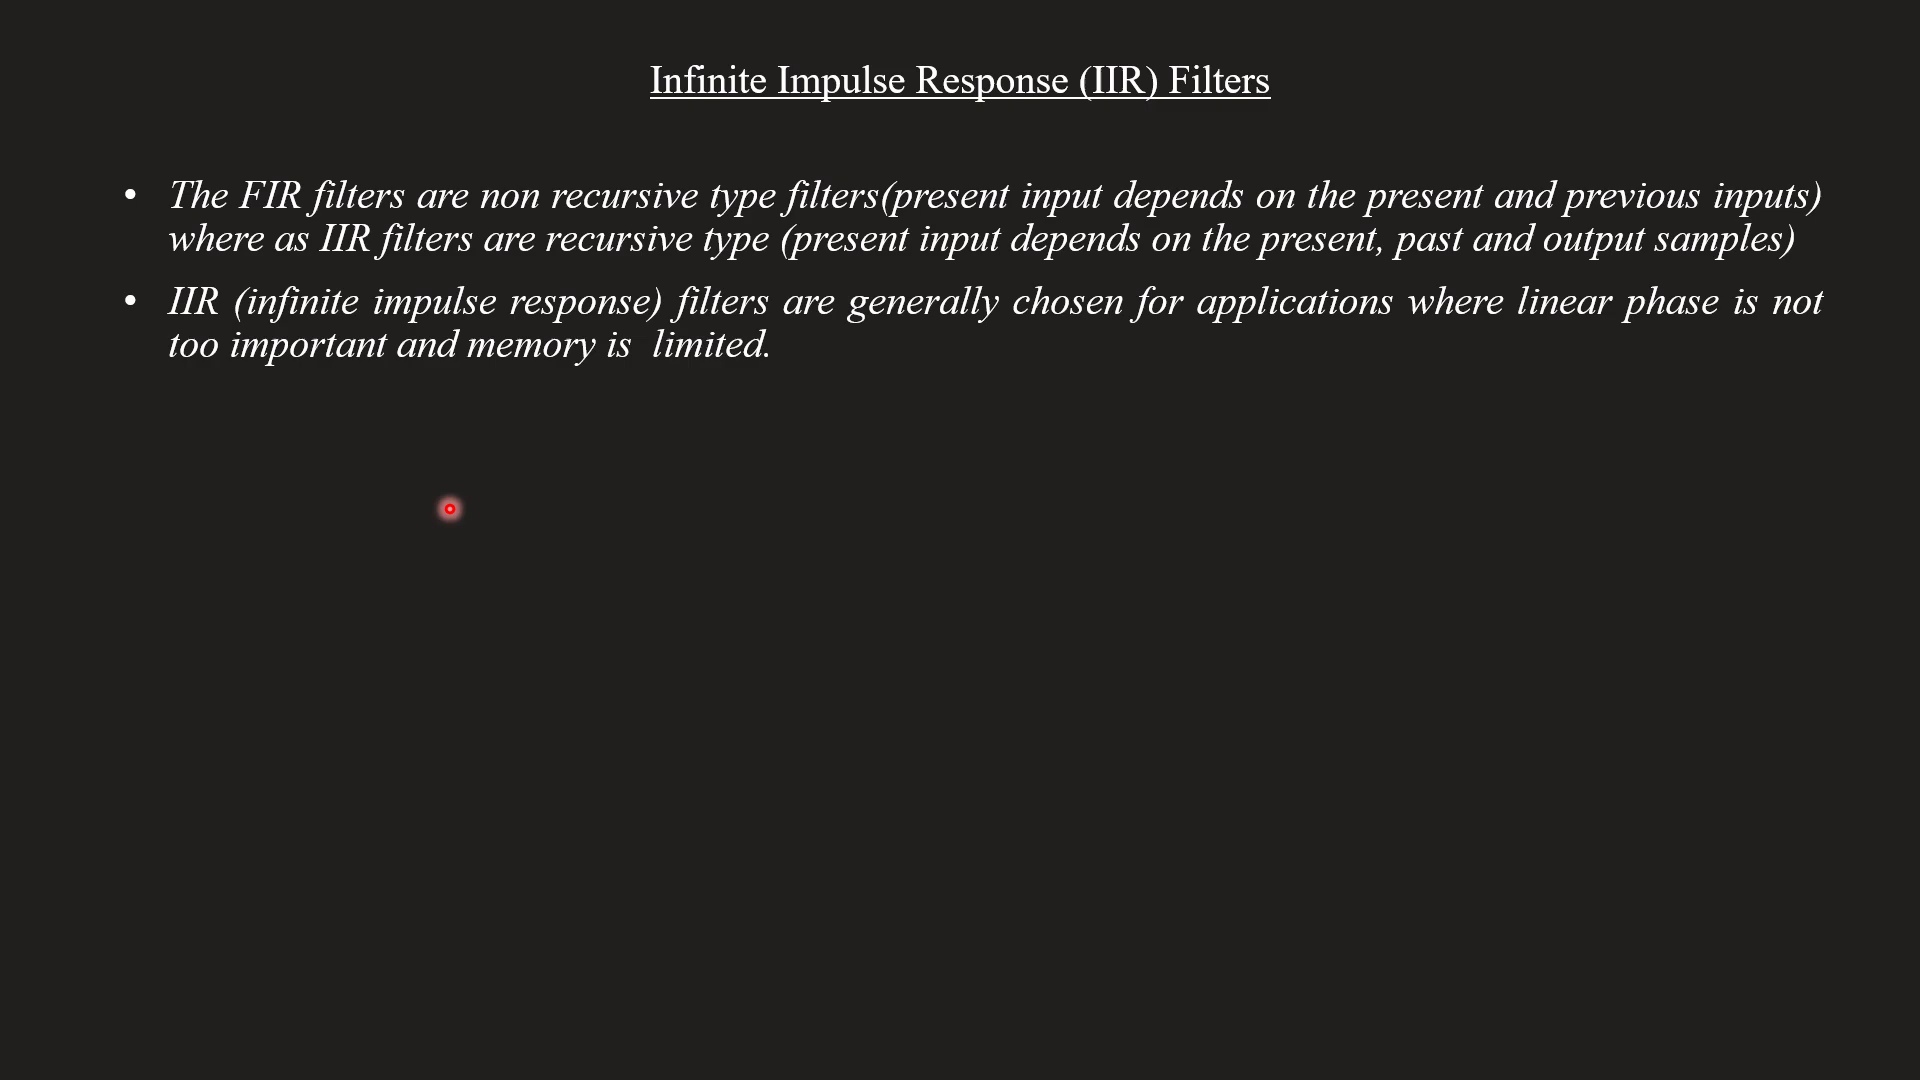 Infinite Impulse Response (IIR) Filters
• The FIR filters are non recursive type filters(present input depends on the present and previous inputs)
where as IIR filters are recursive type (present input depends on the present, past and output samples)
• IIR (infinite impulse response) filters are generally chosen for applications where linear phase is not
too important and memory is limited.